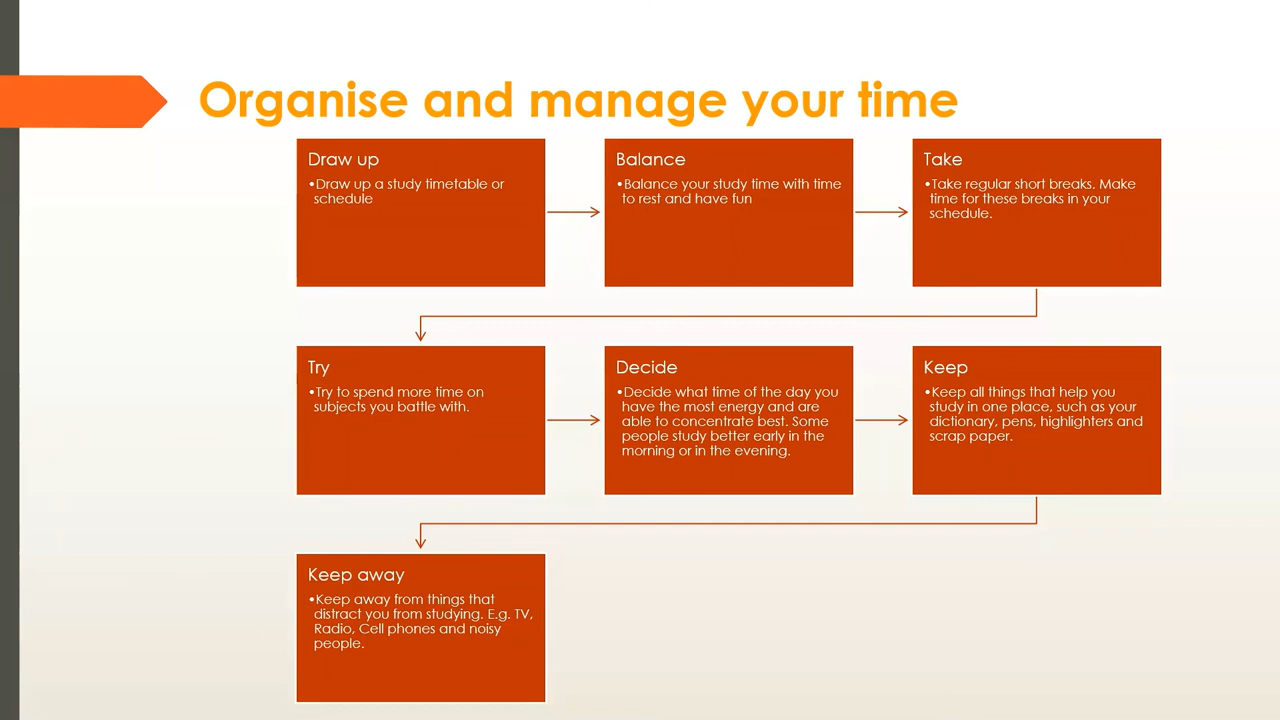 Organise and manage your time
Draw up
•Draw up a study timetable or
schedule
Balance
•Balance your study time with time
to rest and have fun
Take
•Take regular short breaks. Make
time for these breaks in your
schedule.
Try
•Try to spend more time on
subjects you battle with.
Decide
•Decide what time of the day you
have the most energy and are
able to concentrate best. Some
people study better early in the
morning or in the evening.
Keep
•Keep all things that help you
study in one place, such as your
dictionary, pens, highlighters and
scrap paper.
Keep away
•Keep away from things that
distract you from studying. E.g. TV,
Radio, Cell phones and noisy
people.